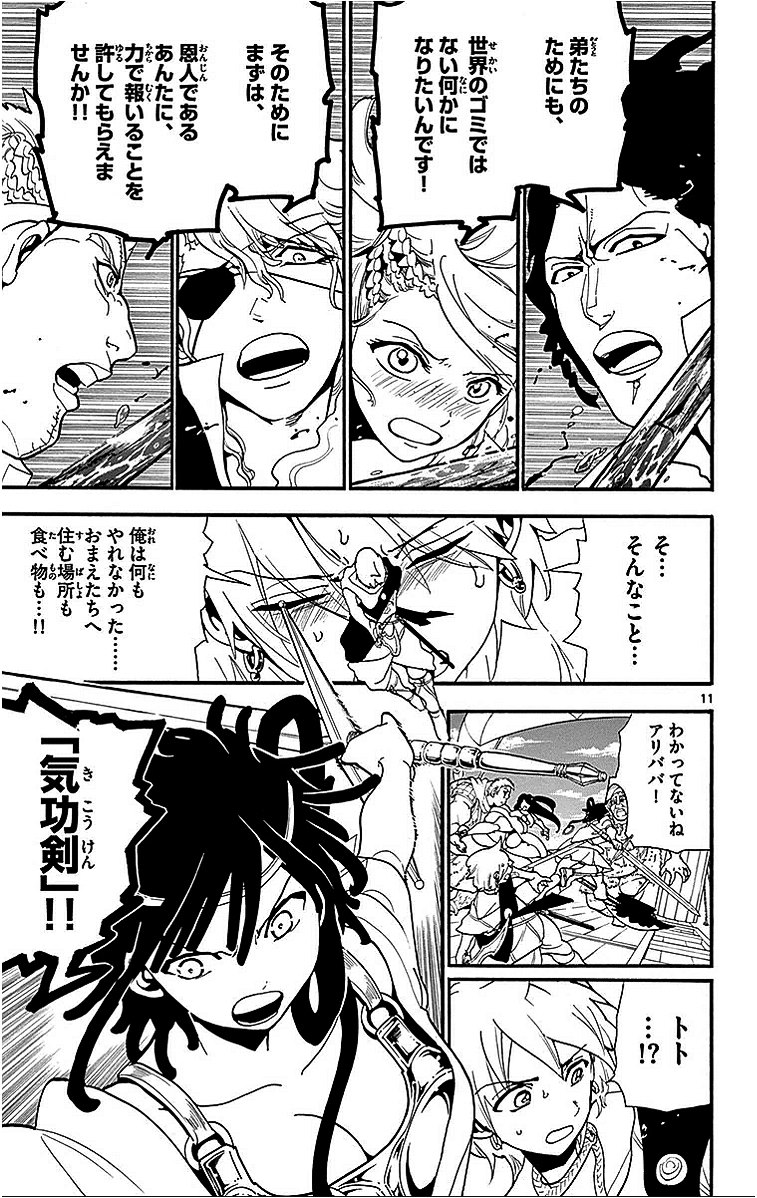 弟たちの
ためにも、
世界のゴミでは
ない何かに
なりたいんです!
そのために
まずは、
恩人である
あんたに、
力で報いることを
許してもらえま
せんか!!
そ…
そんなこと…
俺は何も
やれなかった……
おまえたちへ
住む場所も
食べ物も…!!
11
わかってないね
アリババ!
トト
…!?
「気功剣」!!